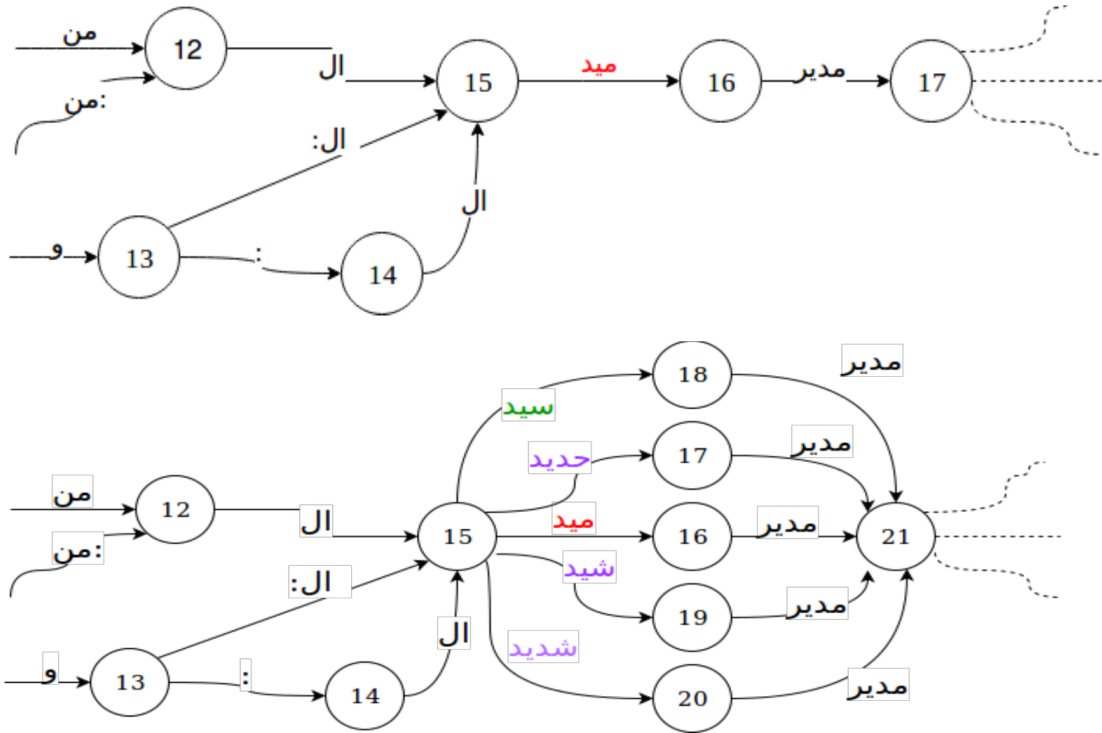 من
12
ال
15
ميد
16
مدير
17
من:
ال:
ال
و
13
:
14
18
مدير
سيد
حديد
17
مدير
من
12
ال
15
ميد
16
مدير
21
من:
ال:
شيد
19
مدير
ال
شديد
و
13
:
14
20
مدير